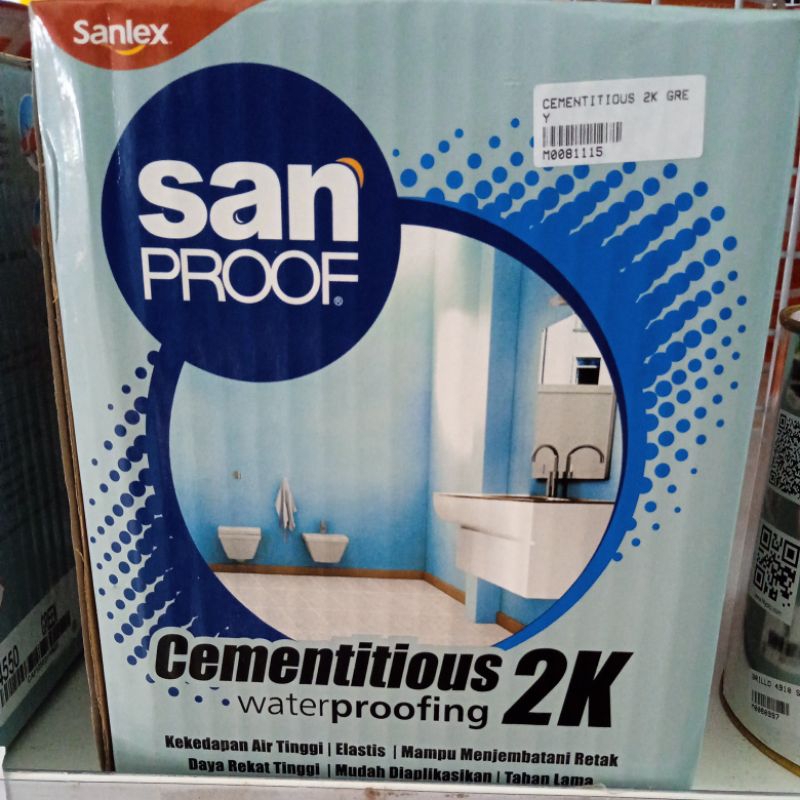 Sanlex
CEMENTITIOUS 2K GRE
Y
M0081115
san
PROOF®
Cementitious 2K
waterproofing
Kekedapan Air Tinggi | Elastis | Mampu Menjembatani Retak
Daya Rekat Tinggi | Mudah Diaplikasikan | Tahan Lama